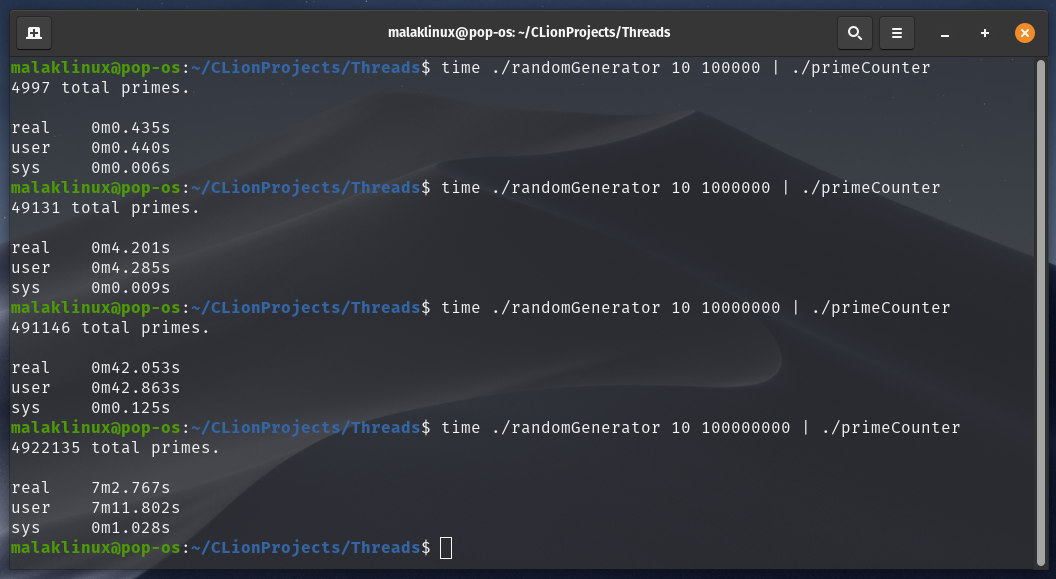 malaklinux@pop-os: ~/CLionProjects/Threads
malaklinux@pop-os:~/CLionProjects/Threads$ time ./randomGenerator 10 100000 | ./primeCounter
4997 total primes.
real    0m0.435s
user    0m0.440s
sys     0m0.006s
malaklinux@pop-os:~/CLionProjects/Threads$ time ./randomGenerator 10 1000000 | ./primeCounter
49131 total primes.
real    0m4.201s
user    0m4.285s
sys     0m0.009s
malaklinux@pop-os:~/CLionProjects/Threads$ time ./randomGenerator 10 10000000 | ./primeCounter
491146 total primes.
real    0m42.053s
user    0m42.863s
sys     0m0.125s
malaklinux@pop-os:~/CLionProjects/Threads$ time ./randomGenerator 10 100000000 | ./primeCounter
4922135 total primes.
real    7m2.767s
user    7m11.802s
sys     0m1.028s
malaklinux@pop-os:~/CLionProjects/Threads$